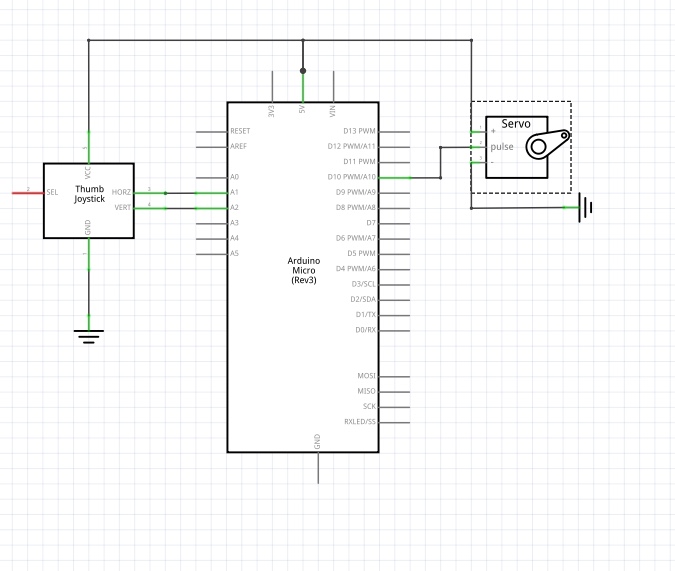 3V3
5V
VIN
RESET
AREF
A0
A1
A2
A3
A4
A5
D13 PWM
D12 PWM/A11
D11 PWM
D10 PWM/A10
D9 PWM/A9
D8 PWM/A8
D7
D6 PWM/A7
D5 PWM
D4 PWM/A6
D3/SCL
D2/SDA
D1/TX
D0/RX
MOSI
MISO
SCK
RXLED/SS
Arduino
Micro
(Rev3)
GND
VCC
2
SEL
Thumb
Joystick
HORZ
3
VERT
4
GND
Servo
+
pulse
-